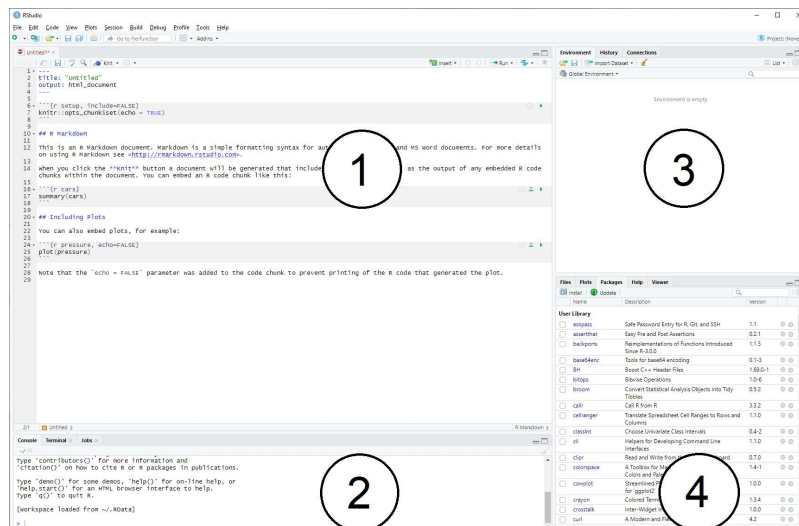 RStudio
File Edit Code View Plots Session Build Debug Profile Tools Help
Go to file/function Addins
Project: (None
Untitled1*
Knit Insert Run
1 ---
2 title: "Untitled"
3 output: html_document
4 ---
5
6 ```{r setup, include=FALSE}
7 knitr::opts_chunk$set(echo = TRUE)
8 ```
9
10 ## R Markdown
11
12 This is an R Markdown document. Markdown is a simple formatting syntax for and MS Word documents. For more details
on using R Markdown see <http://rmarkdown.rstudio.com>.
13
14 When you click the **Knit** button a document will be generated that as the output of any embedded R code
chunks within the document. You can embed an R code chunk like this:
15
16 ```{r cars}
17 summary(cars)
18 ```
19
20 ## Including Plots
21
22 You can also embed plots, for example:
23
24 ```{r pressure, echo=FALSE}
25 plot(pressure)
26 ```
27
28 Note that the `echo = FALSE` parameter was added to the code chunk to prevent printing of the R code that generated the plot.
29
1
2:1 Untitled R Markdown
Console Terminal Jobs
~/
Type 'contributors()' for more information and
'citation()' on how to cite R or R packages in publications.
Type 'demo()' for some demos, 'help()' for on-line help, or
'help.start()' for an HTML browser interface to help.
Type 'q()' to quit R.
[Workspace loaded from ~/.RData]
>
2
Environment History Connections
Import Dataset List
Global Environment
Environment is empty
3
Files Plots Packages Help Viewer
Install Update
Name Description Version
User Library
askpass Safe Password Entry for R, Git, and SSH 1.1
assertthat Easy Pre and Post Assertions 0.2.1
backports Reimplementations of Functions Introduced 1.1.5
Since R-3.0.0
base64enc Tools for base64 encoding 0.1-3
BH Boost C++ Header Files 1.69.0-1
bitops Bitwise Operations 1.0-6
broom Convert Statistical Analysis Objects into Tidy 0.5.2
Tibbles
callr Call R from R 3.3.2
cellranger Translate Spreadsheet Cell Ranges to Rows and 1.1.0
Columns
classInt Choose Univariate Class Intervals 0.4-2
cli Helpers for Developing Command Line 1.1.0
Interfaces
clipr Read and Write from 0.7.0
colorspace A Toolbox for 1.4-1
Colors and
cowplot Streamlined 1.0.0
for 'ggplot2'
crayon Colored 1.3.4
crosstalk Inter-Widget 1.0.0
curl A Modern and 4.2
4